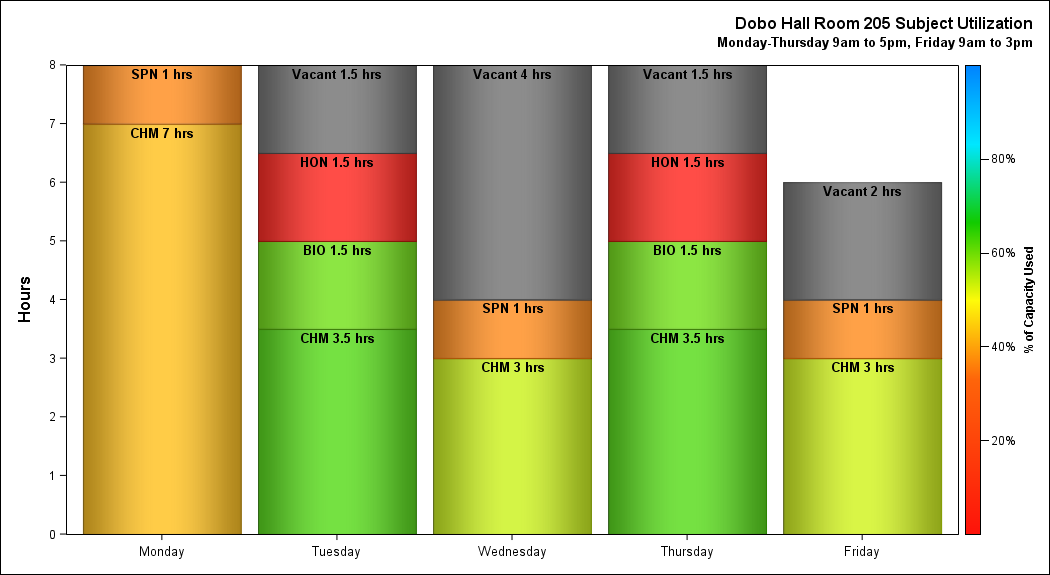 Dobo Hall Room 205 Subject Utilization
Monday-Thursday 9am to 5pm, Friday 9am to 3pm
Hours
8
7
6
5
4
3
2
1
0
SPN 1 hrs
CHM 7 hrs
Vacant 1.5 hrs
HON 1.5 hrs
BIO 1.5 hrs
CHM 3.5 hrs
Vacant 4 hrs
SPN 1 hrs
CHM 3 hrs
Vacant 1.5 hrs
HON 1.5 hrs
BIO 1.5 hrs
CHM 3.5 hrs
Vacant 2 hrs
SPN 1 hrs
CHM 3 hrs
Monday
Tuesday
Wednesday
Thursday
Friday
80%
60%
40%
20%
% of Capacity Used